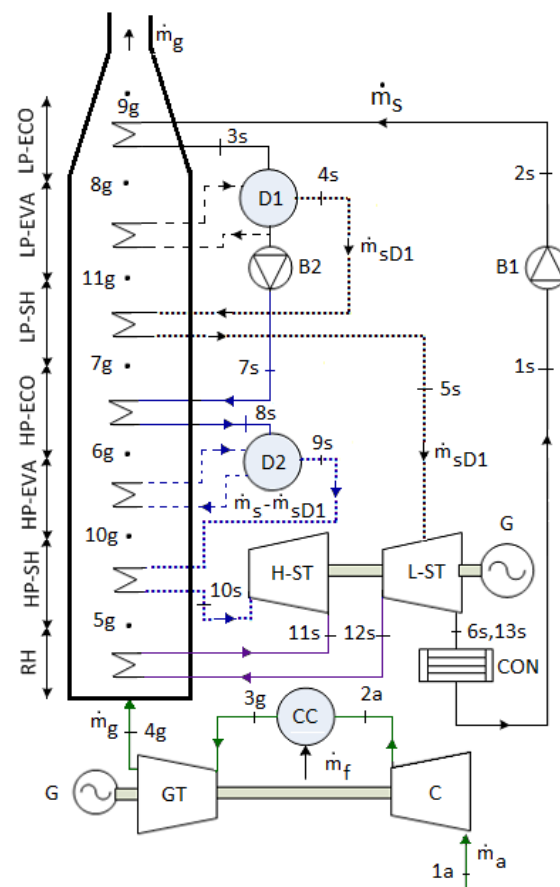 ṁg
9g
ṁs
LP-ECO
3s
2s
8g
4s
D1
LP-EVA
ṁsD1
B2
B1
11g
LP-SH
7g
7s
1s
5s
HP-ECO
8s
9s
6g
D2
ṁsD1
HP-EVA
ṁs-ṁsD1
G
10g
H-ST
L-ST
HP-SH
10s
5g
11s
12s
6s,13s
RH
CON
3g
CC
2a
ṁg
4g
G
GT
ṁf
C
1a
ṁa